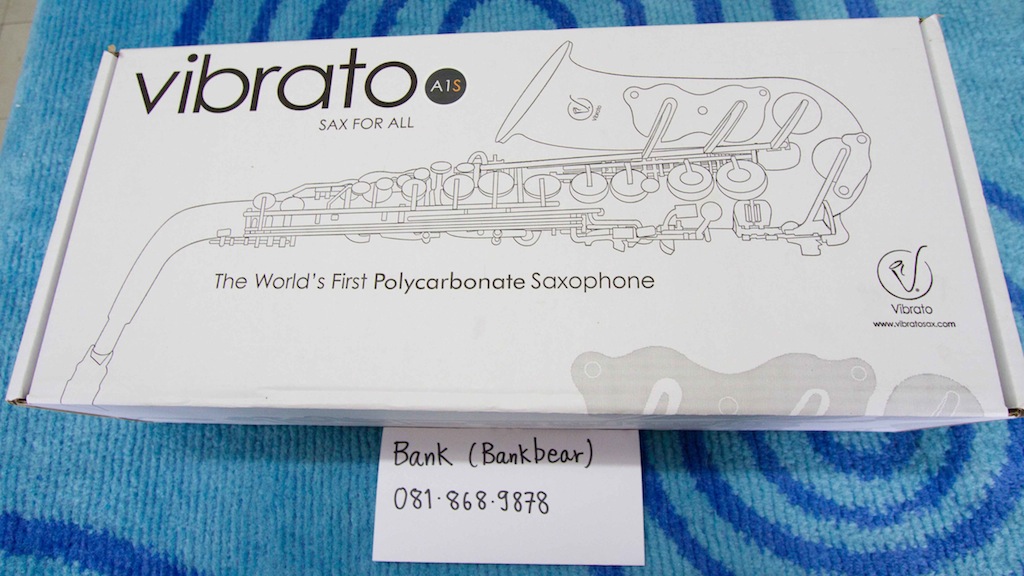 vibrato A1S
SAX FOR ALL
Vibrato
The World's First Polycarbonate Saxophone
Vibrato
www.vibratosax.com
Bank (Bankbear)
081·868·9878